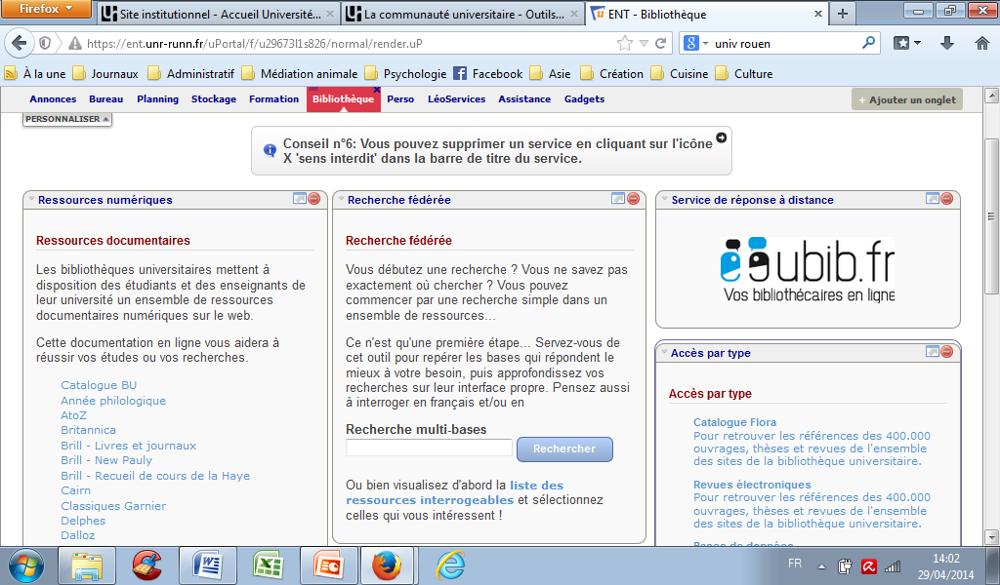 Firefox
Site institutionnel - Accueil Université...
La communauté universitaire - Outils...
ENT - Bibliothèque
https://ent.unr-runn.fr/uPortal/f/u29673l1s826/normal/render.uP
univ rouen
À la une
Journaux
Administratif
Médiation animale
Psychologie
Facebook
Asie
Création
Cuisine
Culture
Annonces
Bureau
Planning
Stockage
Formation
Bibliothèque
Perso
LéoServices
Assistance
Gadgets
+ Ajouter un onglet
PERSONNALISER
Conseil n°6: Vous pouvez supprimer un service en cliquant sur l'icône
X 'sens interdit' dans la barre de titre du service.
Ressources numériques
Ressources documentaires
Les bibliothèques universitaires mettent à
disposition des étudiants et des enseignants de
leur université un ensemble de ressources
documentaires numériques sur le web.
Cette documentation en ligne vous aidera à
réussir vos études ou vos recherches.
Catalogue BU
Année philologique
AtoZ
Britannica
Brill - Livres et journaux
Brill - New Pauly
Brill - Recueil de cours de la Haye
Cairn
Classiques Garnier
Delphes
Dalloz
Recherche fédérée
Recherche fédérée
Vous débutez une recherche ? Vous ne savez pas
exactement où chercher ? Vous pouvez
commencer par une recherche simple dans un
ensemble de ressources...
Ce n'est qu'une première étape... Servez-vous de
cet outil pour repérer les bases qui répondent le
mieux à votre besoin, puis approfondissez vos
recherches sur leur interface propre. Pensez aussi
à interroger en français et/ou en
Recherche multi-bases
Rechercher
Ou bien visualisez d'abord la liste des
ressources interrogeables et sélectionnez
celles qui vous intéressent !
Service de réponse à distance
ubib.fr
Vos bibliothécaires en ligne
Accès par type
Accès par type
Catalogue Flora
Pour retrouver les références des 400.000
ouvrages, thèses et revues de l'ensemble
des sites de la bibliothèque universitaire.
Revues électroniques
Pour retrouver les références des 400.000
ouvrages, thèses et revues de l'ensemble
des sites de la bibliothèque universitaire.
Bases de données
FR
14:02
29/04/2014